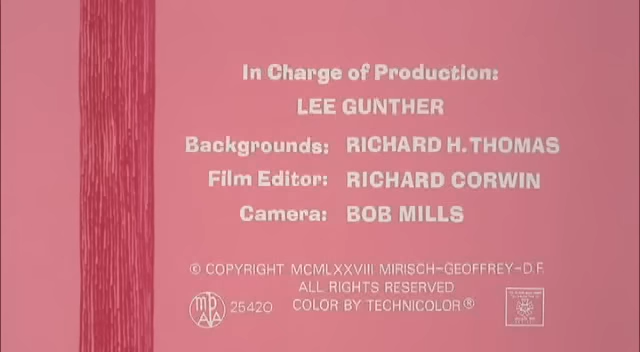 In Charge of Production:
LEE GUNTHER
Backgrounds: RICHARD H. THOMAS
Film Editor: RICHARD CORWIN
Camera: BOB MILLS
© COPYRIGHT MCMLXXVIII MIRISCH-GEOFFREY-D.F.
ALL RIGHTS RESERVED
MPAA 25420 COLOR BY TECHNICOLOR®